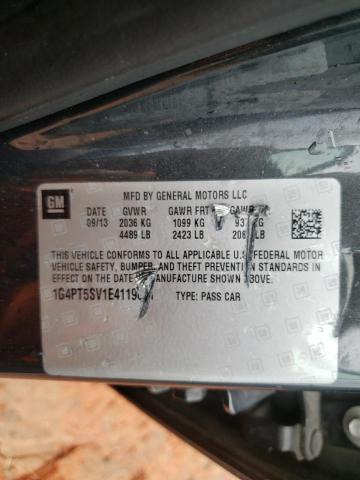 GM
MFD BY GENERAL MOTORS LLC
DATE GVWR GAWR FRT
09/13 2036 KG 1099 KG KG
4489 LB 2423 LB LB
THIS VEHICLE CONFORMS TO ALL APPLICABLE U.S. FEDERAL MOTOR
VEHICLE SAFETY, BUMPER, AND THEFT PREVENTION STANDARDS
IN EFFECT ON THE DATE OF MANUFACTURE SHOWN ABOVE.
TYPE: PASS CAR